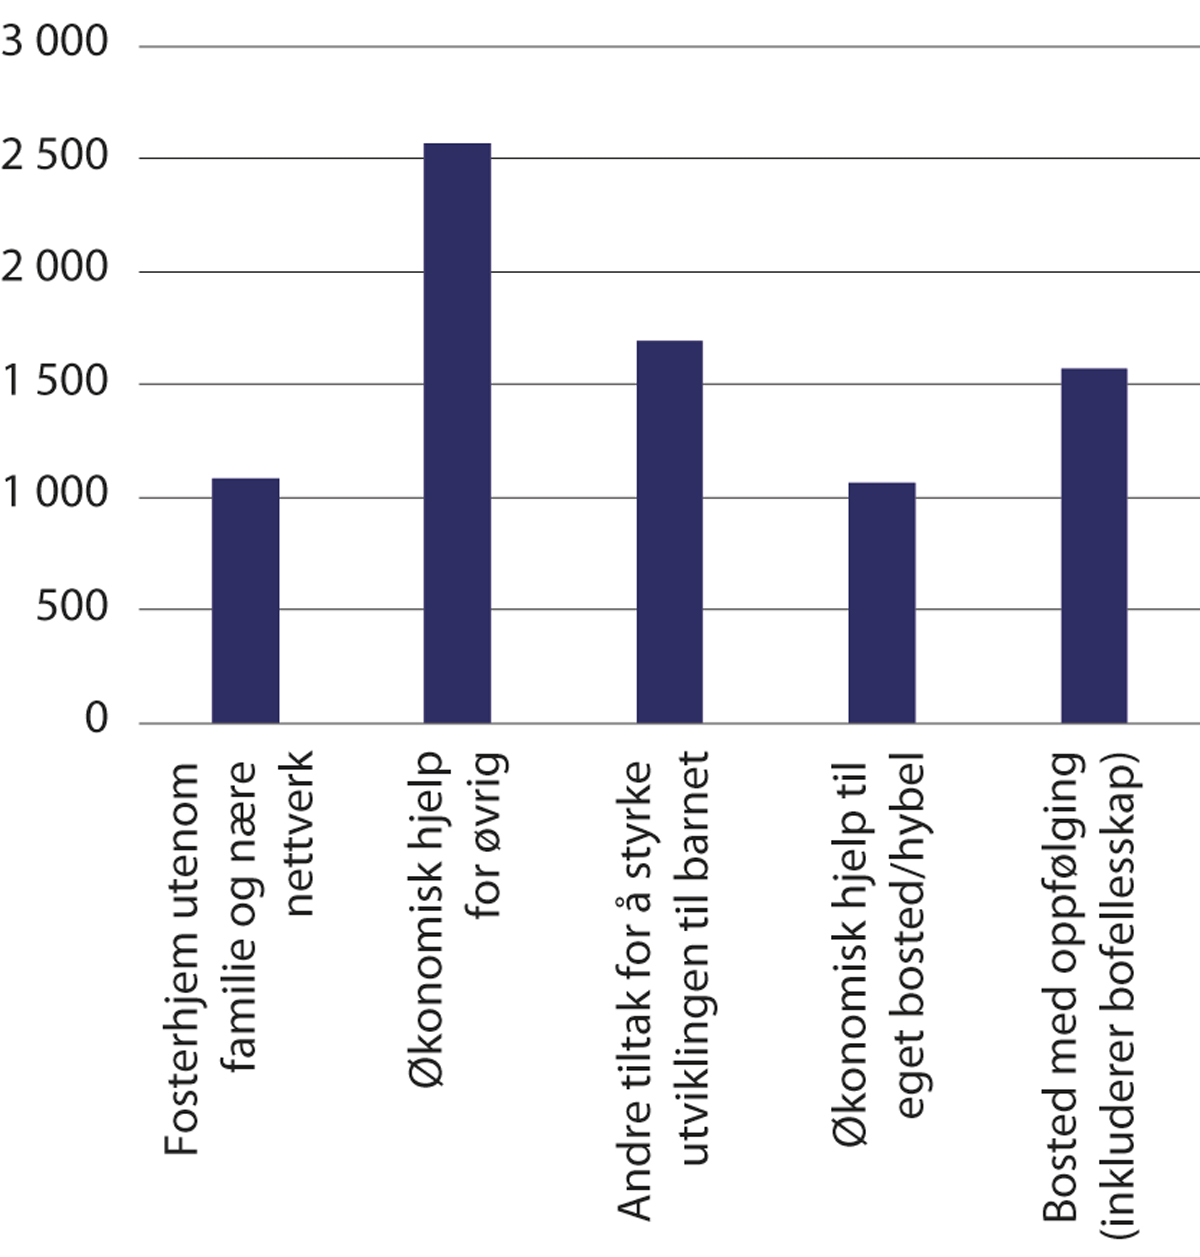 3 000
2 500
2 000
1 500
1 000
500
0
Fosterhjem utenom
familie og nære
nettverk
Økonomisk hjelp
for øvrig
Andre tiltak for å styrke
utviklingen til barnet
Økonomisk hjelp til
eget bosted/hybel
Bosted med oppfølging
(inkluderer bofellesskap)